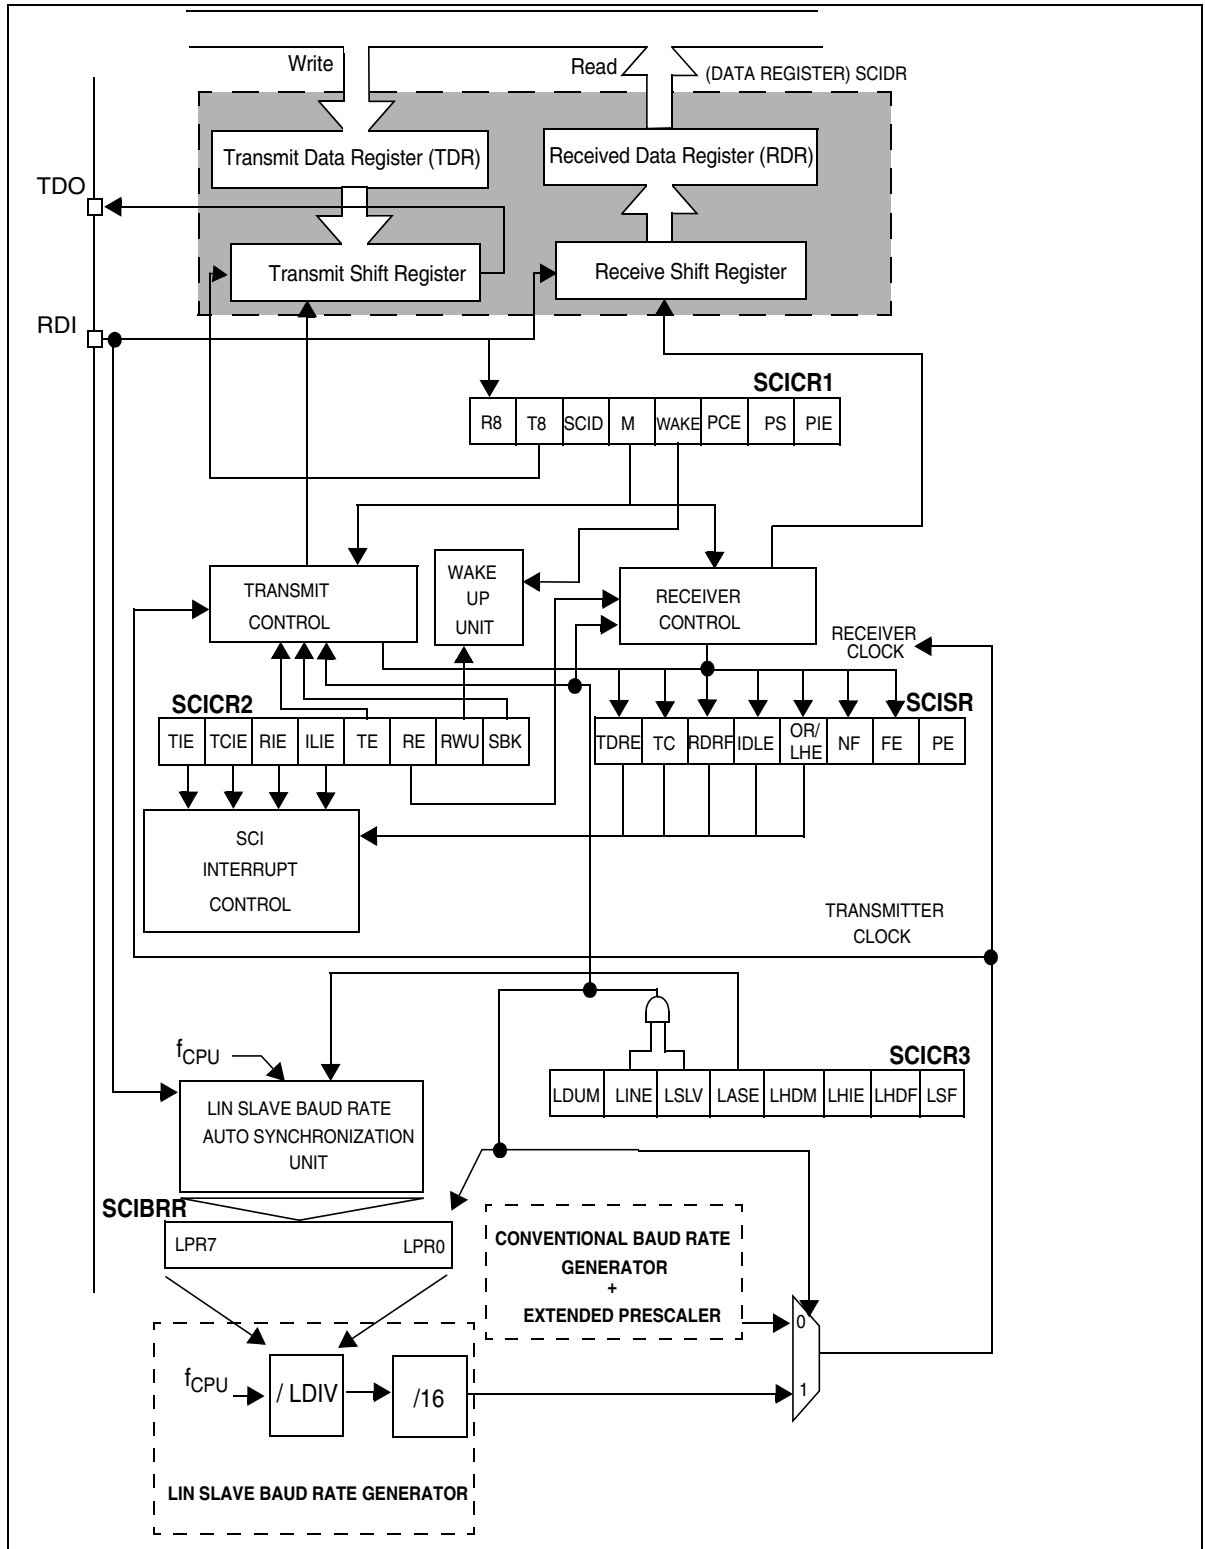 Write
Read
(DATA REGISTER) SCIDR
Transmit Data Register (TDR)
Received Data Register (RDR)
TDO
Transmit Shift Register
Receive Shift Register
RDI
SCICR1
R8 T8 SCID M WAKE PCE PS PIE
TRANSMIT
CONTROL
WAKE
UP
UNIT
RECEIVER
CONTROL
RECEIVER
CLOCK
SCICR2
TIE TCIE RIE ILIE TE RE RWU SBK
SCISR
TDRE TC RDRF IDLE OR/
LHE NF FE PE
SCI
INTERRUPT
CONTROL
TRANSMITTER
CLOCK
fCPU
SCICR3
LDUM LINE LSLV LASE LHDM LHIE LHDF LSF
LIN SLAVE BAUD RATE
AUTO SYNCHRONIZATION
UNIT
SCIBRR
LPR7 LPR0
CONVENTIONAL BAUD RATE
GENERATOR
+
EXTENDED PRESCALER
0
1
fCPU
/ LDIV
/16
LIN SLAVE BAUD RATE GENERATOR